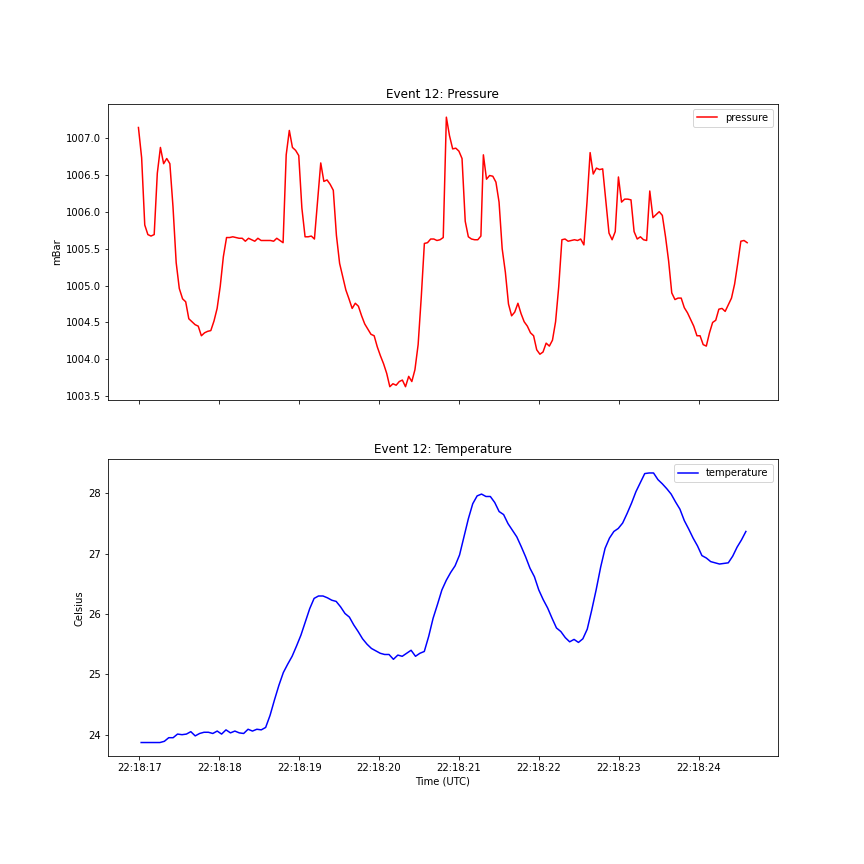 Event 12: Pressure
pressure
1007.0
1006.5
1006.0
1005.5
1005.0
1004.5
1004.0
1003.5
mBar
Event 12: Temperature
temperature
28
27
26
25
24
Celsius
22:18:17 22:18:18 22:18:19 22:18:20 22:18:21 22:18:22 22:18:23 22:18:24
Time (UTC)